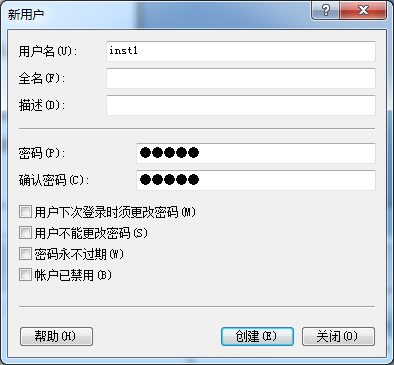 新用户
用户名(U): inst1
全名(F):
描述(D):
密码(P): ●●●●●
确认密码(C): ●●●●●
用户下次登录时须更改密码(M)
用户不能更改密码(S)
密码永不过期(W)
帐户已禁用(B)
帮助(H) 创建(E) 关闭(O)